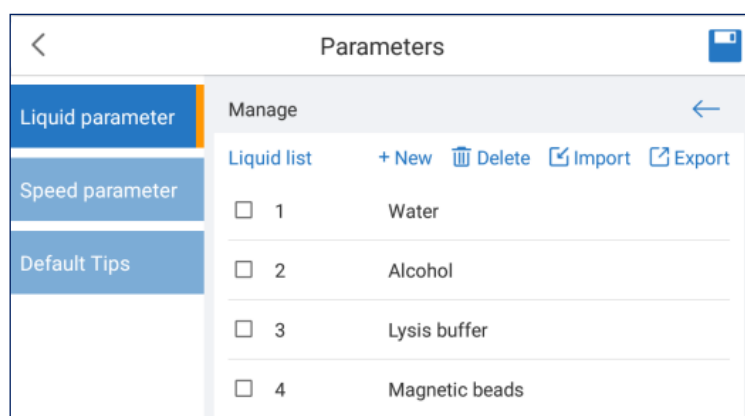 Parameters
Liquid parameter
Speed parameter
Default Tips
Manage
Liquid list + New Delete Import Export
1 Water
2 Alcohol
3 Lysis buffer
4 Magnetic beads